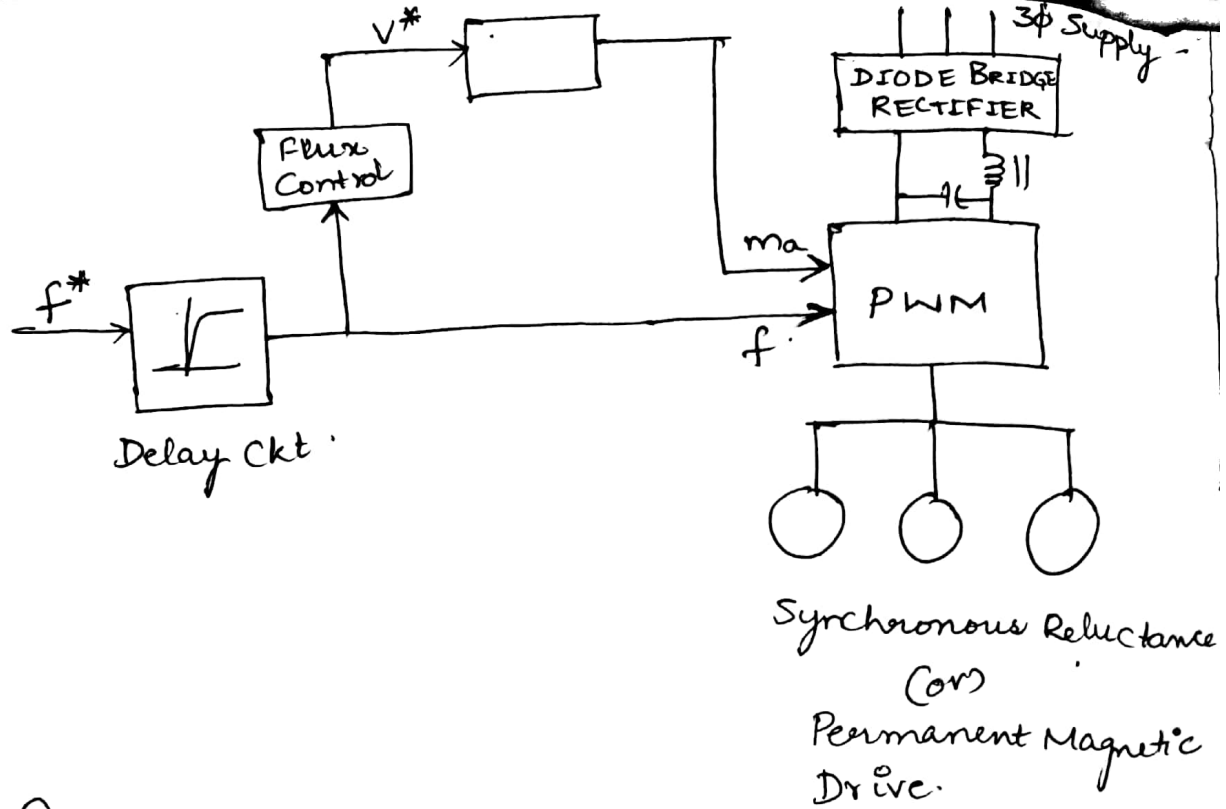 V*
3φ Supply
DIODE BRIDGE
RECTIFIER
Flux
Control
ma
f*
PWM
f
Delay Ckt.
Synchronous Reluctance
(or)
Permanent Magnetic
Drive.